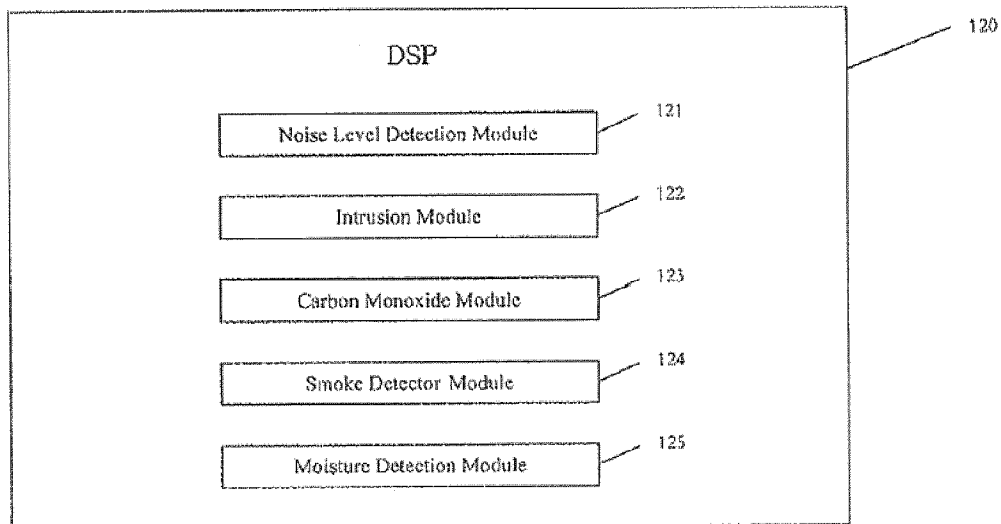 120
DSP
121
Noise Level Detection Module
122
Intrusion Module
123
Carbon Monoxide Module
124
Smoke Detector Module
125
Moisture Detection Module